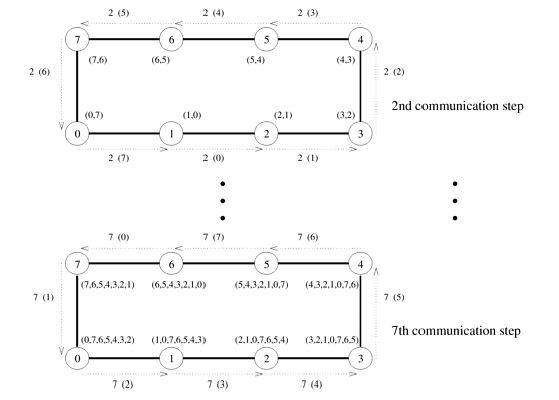 2 (5) 2 (4) 2 (3)
7 6 5 4
(7,6) (6,5) (5,4) (4,3)
2 (6) 2 (2)
2nd communication step
(0,7) (1,0) (2,1) (3,2)
0 1 2 3
2 (7) 2 (0) 2 (1)
7 (0) 7 (7) 7 (6)
7 6 5 4
(7,6,5,4,3,2,1) (6,5,4,3,2,1,0) (5,4,3,2,1,0,7) (4,3,2,1,0,7,6)
7 (1) 7 (5)
7th communication step
(0,7,6,5,4,3,2) (1,0,7,6,5,4,3) (2,1,0,7,6,5,4) (3,2,1,0,7,6,5)
0 1 2 3
7 (2) 7 (3) 7 (4)